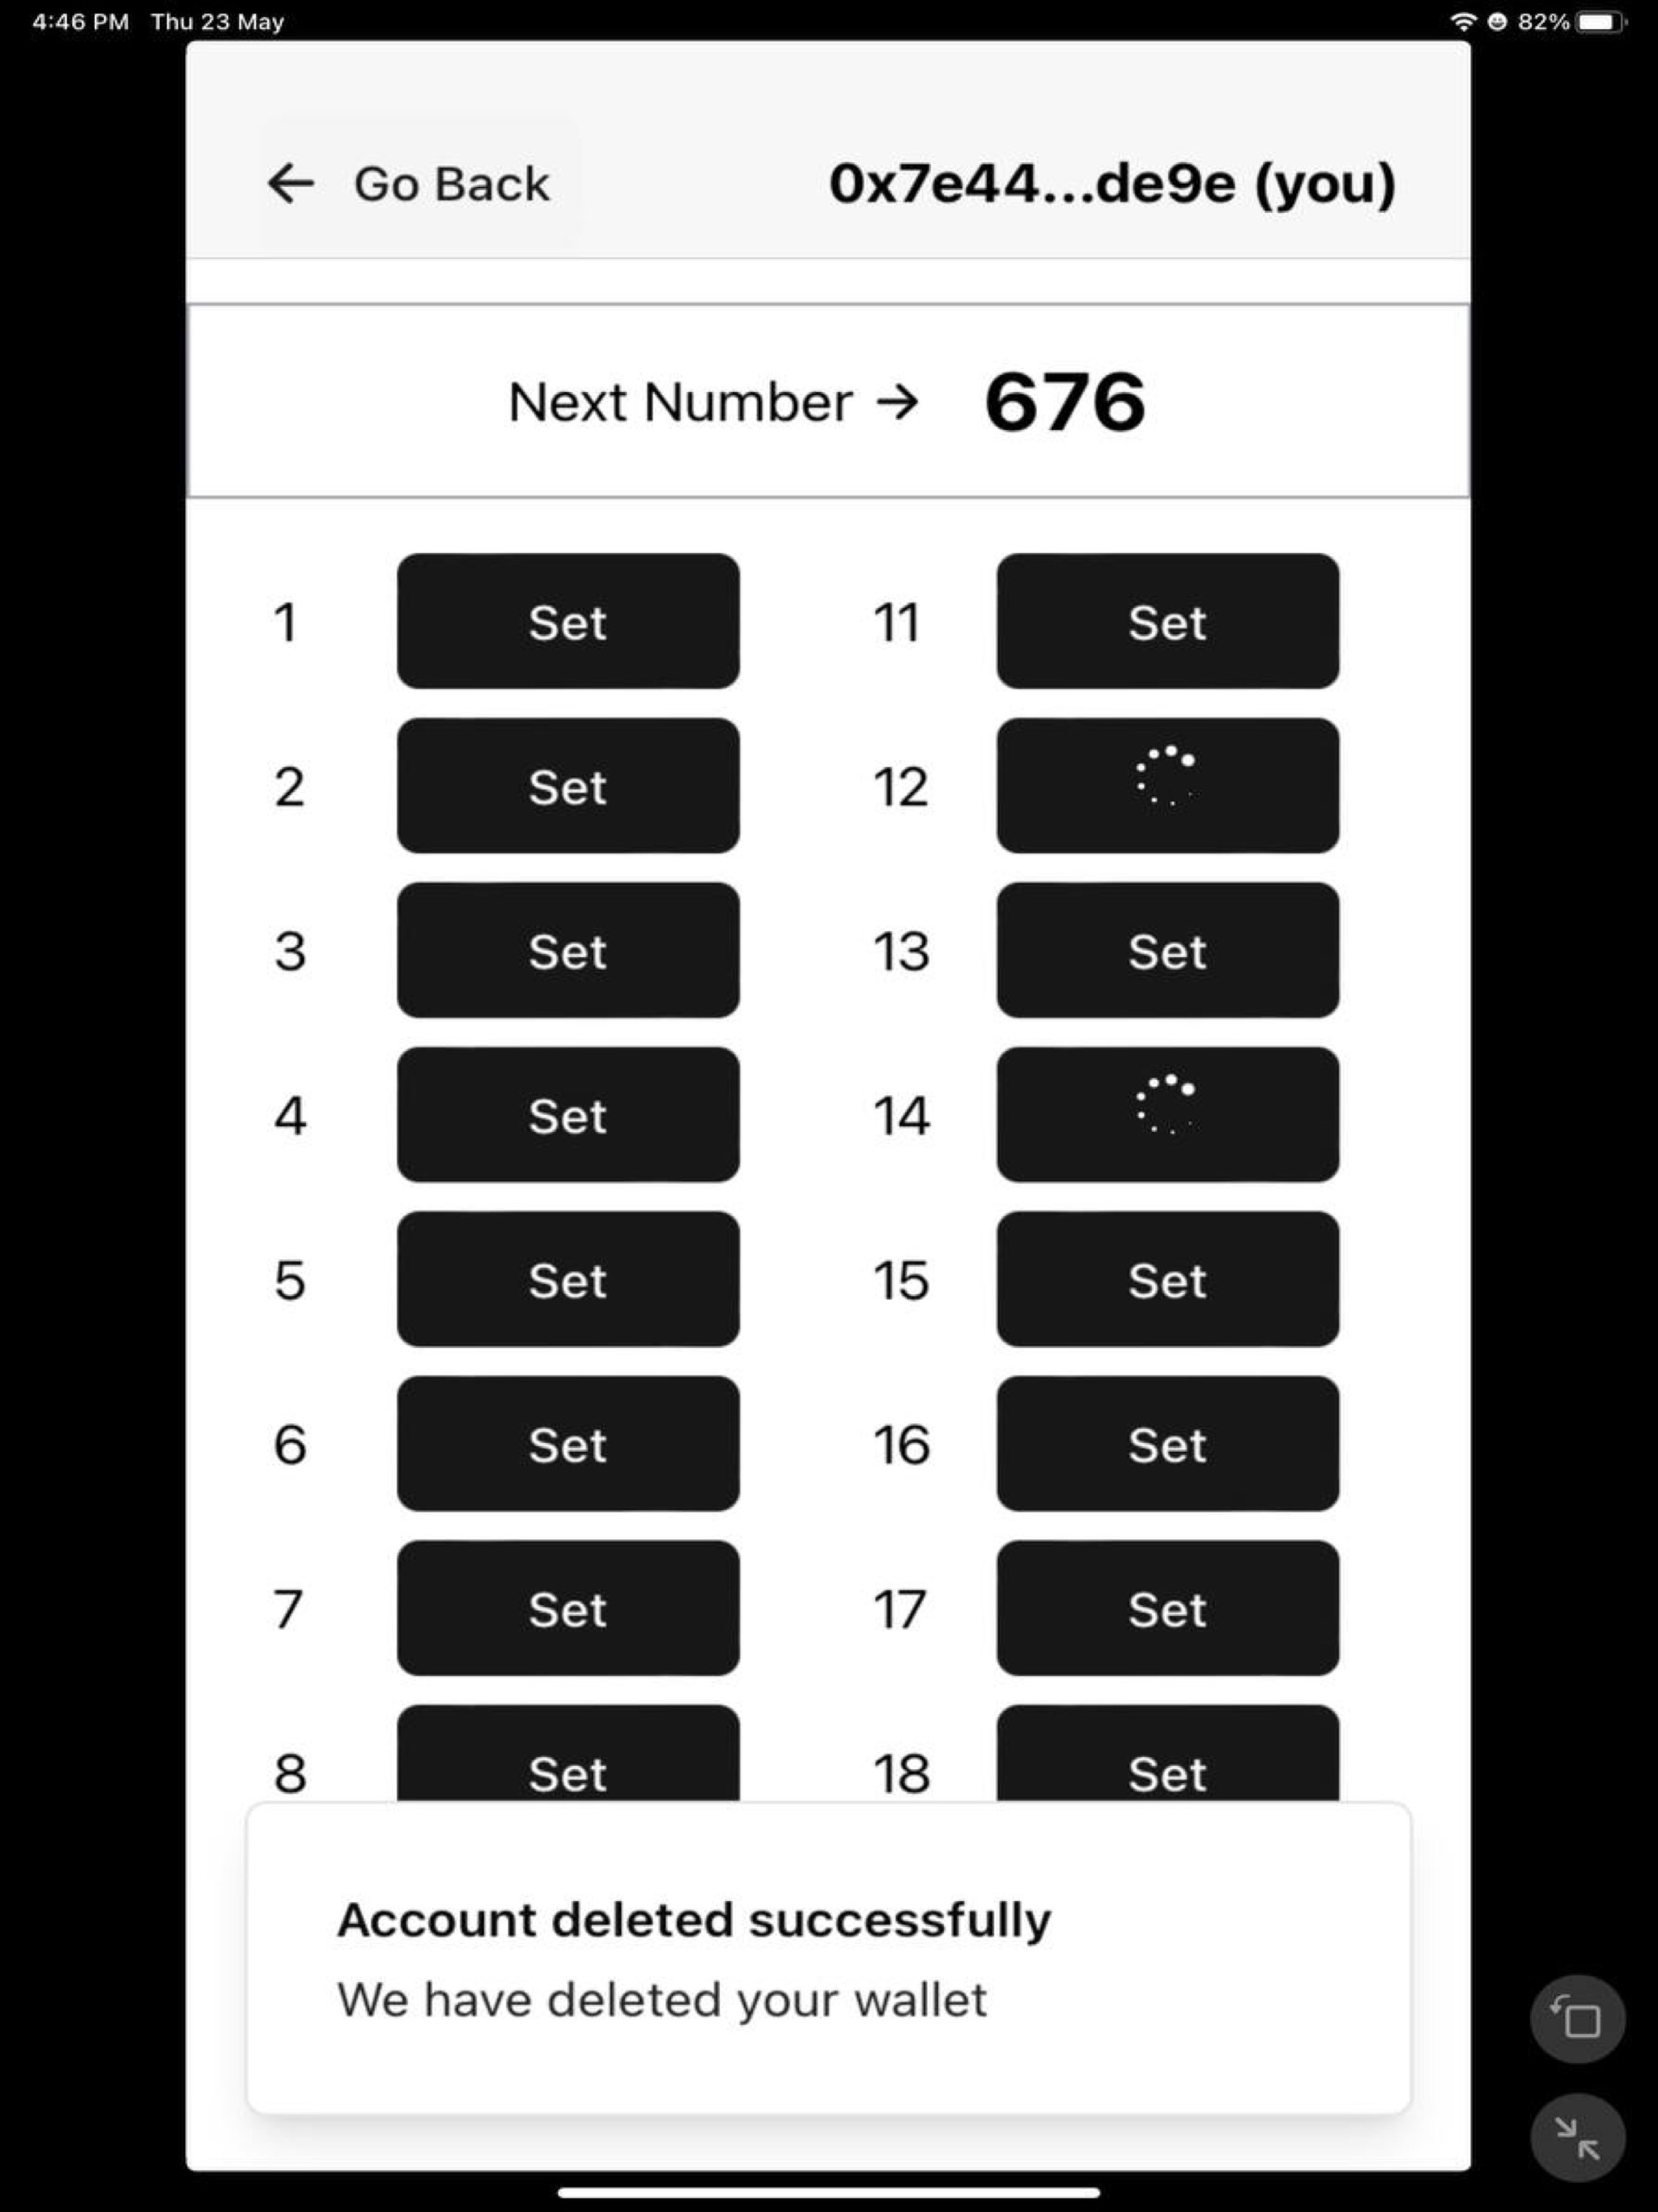 4:46 PM Thu 23 May 82%
← Go Back 0x7e44...de9e (you)
Next Number → 676
1 Set 11 Set
2 Set 12
3 Set 13 Set
4 Set 14
5 Set 15 Set
6 Set 16 Set
7 Set 17 Set
8 Set 18 Set
Account deleted successfully
We have deleted your wallet